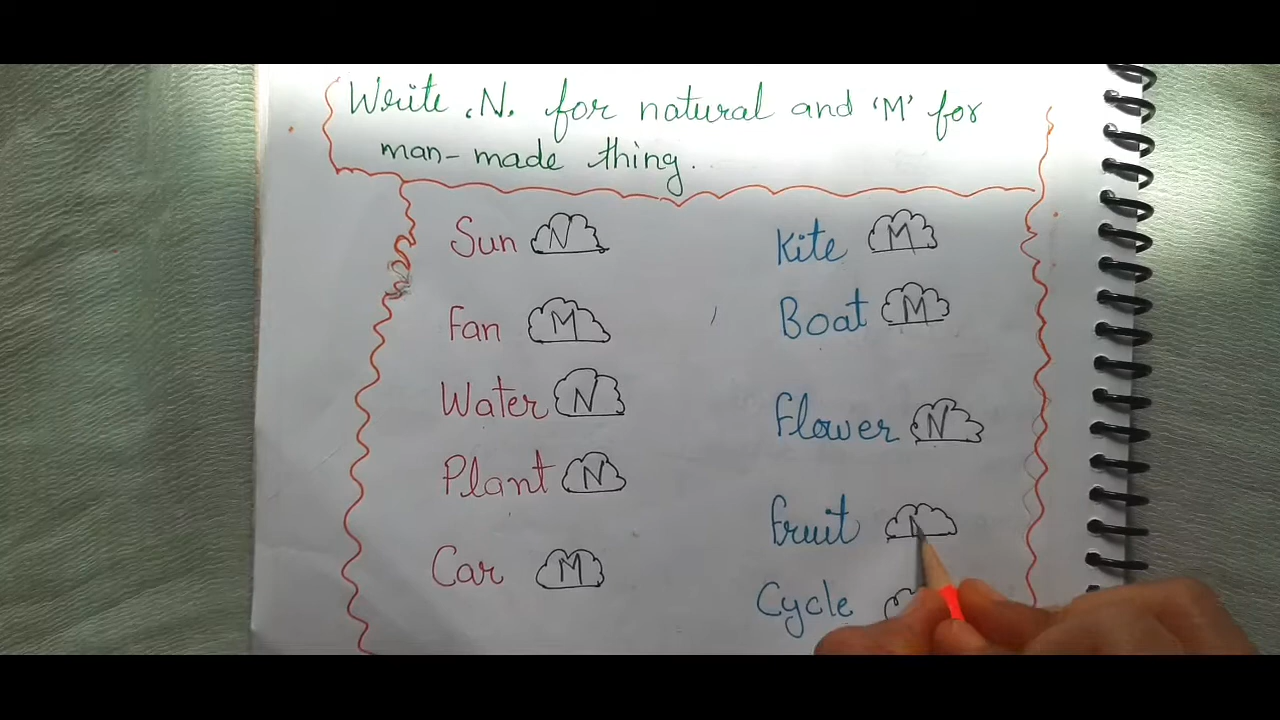 Write .N. for natural and 'M' for
man-made thing.
Sun N
Fan M
Water N
Plant N
Car M
Kite M
Boat M
Flower N
Fruit
Cycle